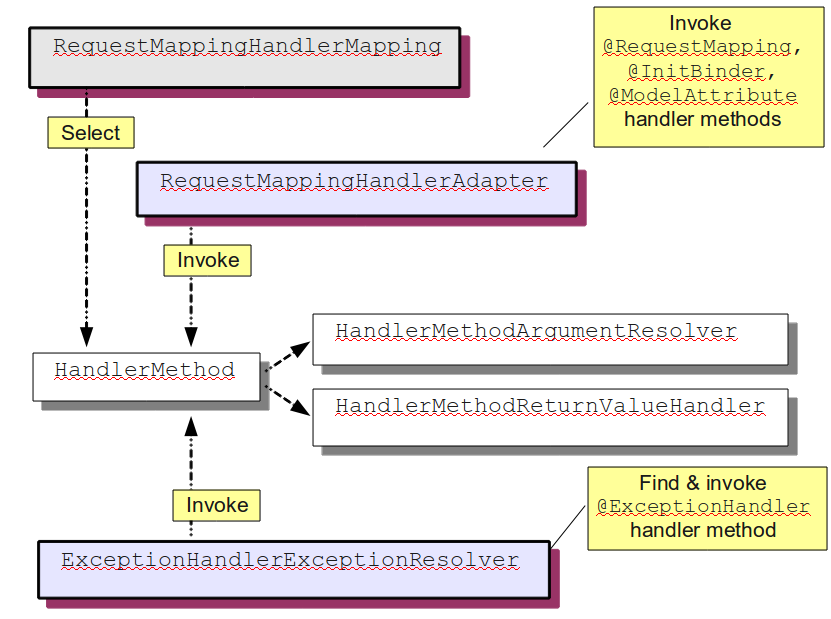 RequestMappingHandlerMapping
Invoke
@RequestMapping,
@InitBinder,
@ModelAttribute
handler methods
Select
RequestMappingHandlerAdapter
Invoke
HandlerMethodArgumentResolver
HandlerMethod
HandlerMethodReturnValueHandler
Find & invoke
@ExceptionHandler
handler method
Invoke
ExceptionHandlerExceptionResolver